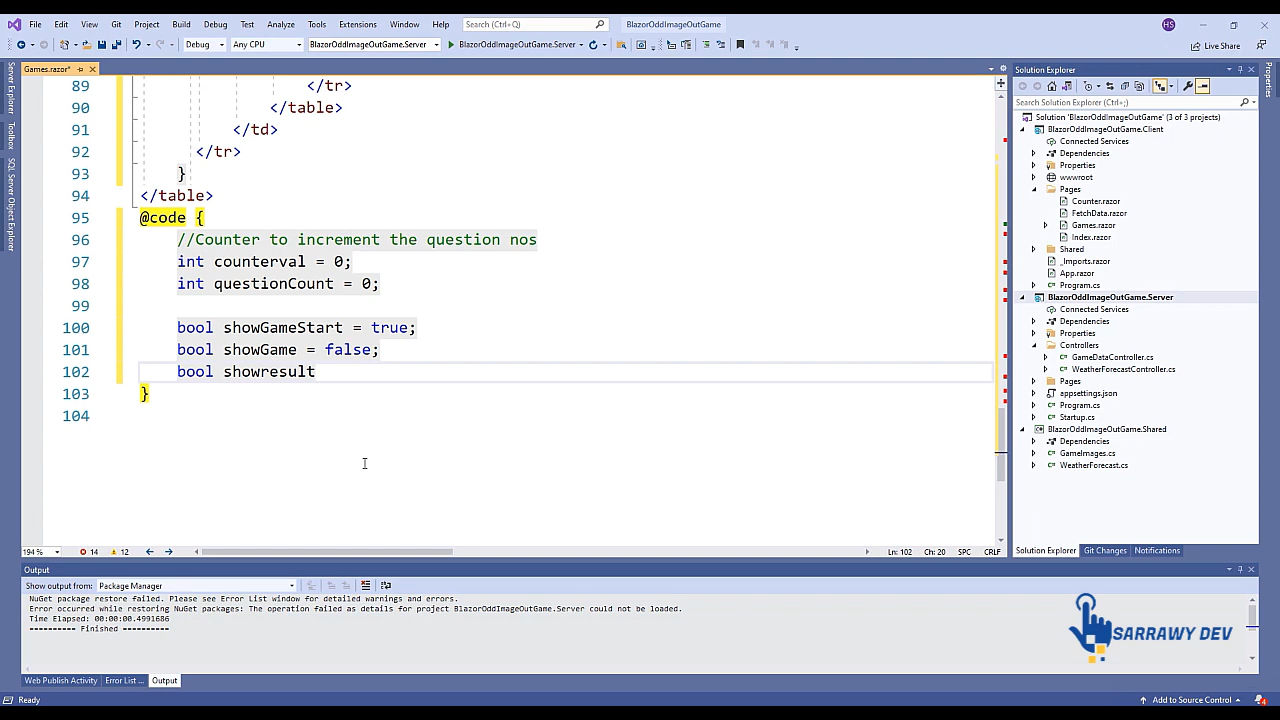 File Edit View Git Project Build Debug Test Analyze Tools Extensions Window Help Search (Ctrl+Q) BlazorOddImageOutGame HS
Debug Any CPU BlazorOddImageOutGame.Server BlazorOddImageOutGame.Server Live Share
Games.razor*
Server Explorer
Toolbox
SQL Server Object Explorer
89 </tr>
90 </table>
91 </td>
92 </tr>
93 }
94 </table>
95 @code {
96 //Counter to increment the question nos
97 int counterval = 0;
98 int questionCount = 0;
99
100 bool showGameStart = true;
101 bool showGame = false;
102 bool showresult
103 }
104
194 % 14 12 Ln: 102 Ch: 20 SPC CRLF
Solution Explorer
Search Solution Explorer (Ctrl+;)
Solution 'BlazorOddImageOutGame' (3 of 3 projects)
BlazorOddImageOutGame.Client
Connected Services
Dependencies
Properties
wwwroot
Pages
Counter.razor
FetchData.razor
Games.razor
Index.razor
Shared
_Imports.razor
App.razor
Program.cs
BlazorOddImageOutGame.Server
Connected Services
Dependencies
Properties
Controllers
GameDataController.cs
WeatherForecastController.cs
Pages
appsettings.json
Program.cs
Startup.cs
BlazorOddImageOutGame.Shared
Dependencies
GameImages.cs
WeatherForecast.cs
Solution Explorer Git Changes Notifications
Properties
Output
Show output from: Package Manager
NuGet package restore failed. Please see Error List window for detailed warnings and errors.
Error occurred while restoring NuGet packages: The operation failed as details for project BlazorOddImageOutGame.Server could not be loaded.
Time Elapsed: 00:00:00.4991686
========== Finished ==========
SARRAWY DEV
Web Publish Activity Error List ... Output
Ready Add to Source Control 4